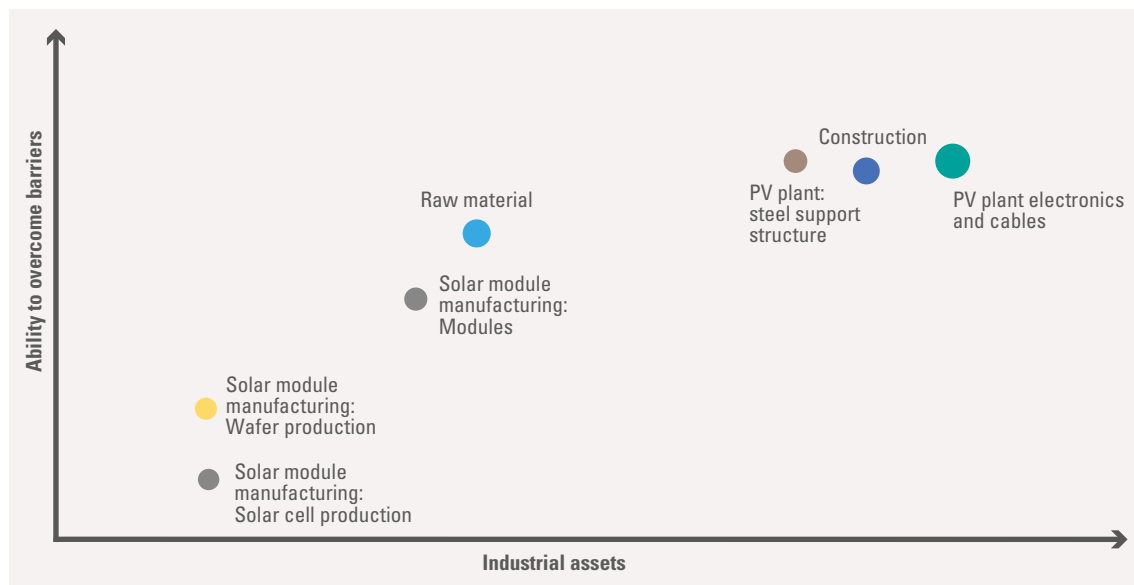 Ability to overcome barriers
Construction
PV plant:
steel support
structure
PV plant electronics
and cables
Raw material
Solar module
manufacturing:
Modules
Solar module
manufacturing:
Wafer production
Solar module
manufacturing:
Solar cell production
Industrial assets